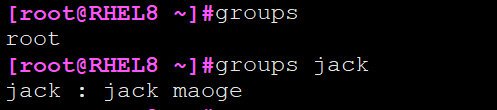 [root@RHEL8 ~]#groups
root
[root@RHEL8 ~]#groups jack
jack : jack maoge